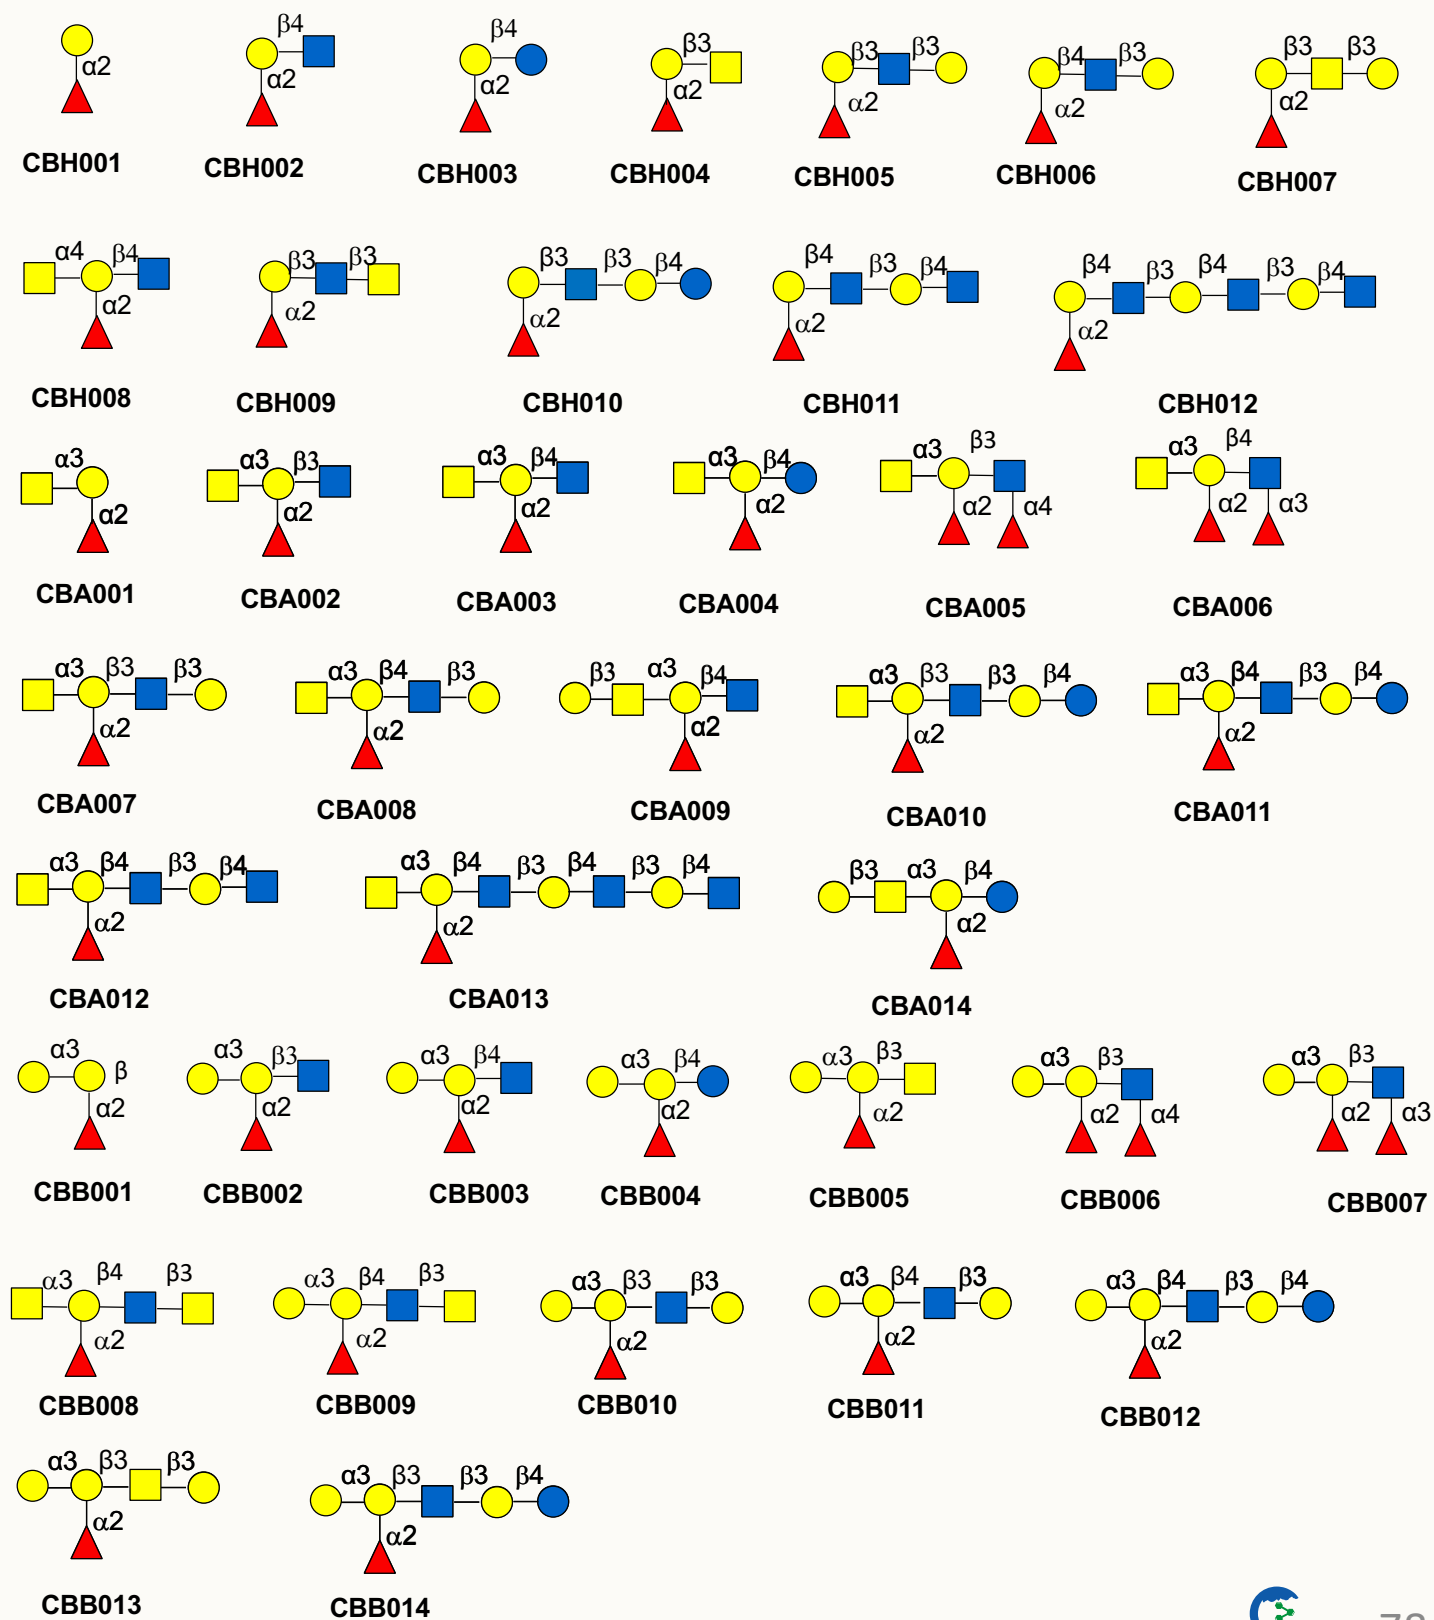 β4 β4 β3 β3 β3 β4 β3 β3 β3
α2 α2 α2 α2 α2 α2 α2
CBH001 CBH002 CBH003 CBH004 CBH005 CBH006 CBH007
α4 β4 β3 β3 β3 β3 β4 β4 β3 β4 β4 β3 β4 β3 β4
α2 α2 α2 α2 α2
CBH008 CBH009 CBH010 CBH011 CBH012
α3 α3 β3 α3 β4 α3 β4 α3 β3 α3 β4
α2 α2 α2 α2 α2 α4 α2 α3
CBA001 CBA002 CBA003 CBA004 CBA005 CBA006
α3 β3 β3 α3 β4 β3 β3 α3 β4 α3 β3 β3 β4 α3 β4 β3 β4
α2 α2 α2 α2 α2
CBA007 CBA008 CBA009 CBA010 CBA011
α3 β4 β3 β4 α3 β4 β3 β4 β3 β4 β3 α3 β4
α2 α2 α2
CBA012 CBA013 CBA014
α3 β α3 β3 α3 β4 α3 β4 α3 β3 α3 β3 α3 β3
α2 α2 α2 α2 α2 α2 α4 α2 α3
CBB001 CBB002 CBB003 CBB004 CBB005 CBB006 CBB007
α3 β4 β3 α3 β4 β3 α3 β3 β3 α3 β4 β3 α3 β4 β3 β4
α2 α2 α2 α2 α2
CBB008 CBB009 CBB010 CBB011 CBB012
α3 β3 β3 α3 β3 β3 β4
α2 α2
CBB013 CBB014